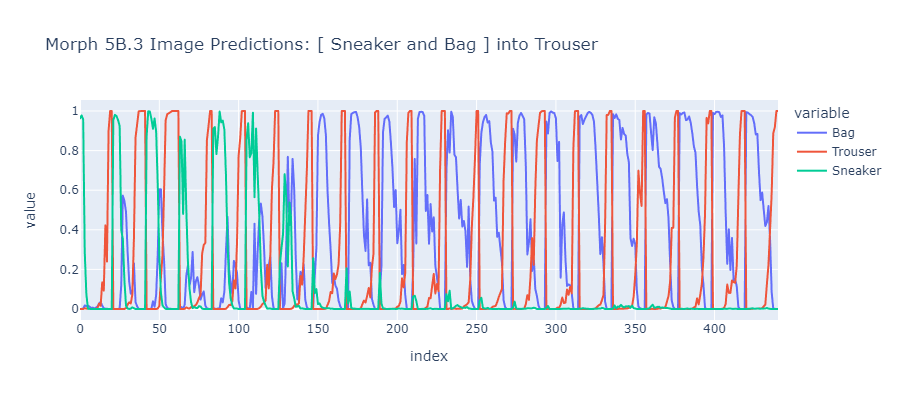 Morph 5B.3 Image Predictions: [ Sneaker and Bag ] into Trouser
variable
Bag
Trouser
Sneaker
value
1
0.8
0.6
0.4
0.2
0
0 50 100 150 200 250 300 350 400
index